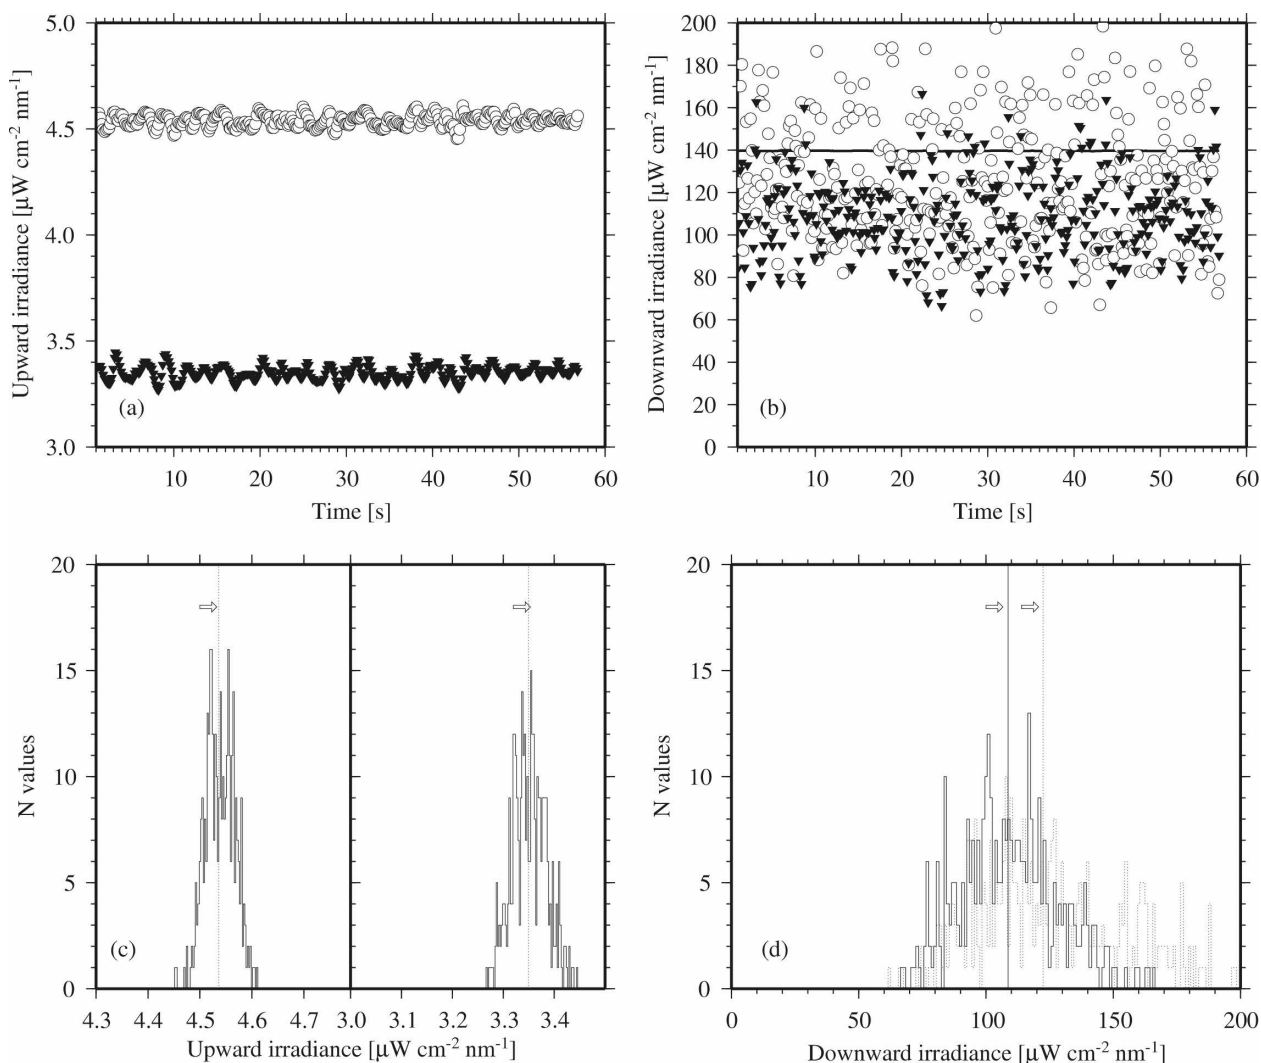 5.0
4.5
4.0
3.5
3.0
Upward irradiance [μW cm-2 nm-1]
(a)
10 20 30 40 50 60
Time [s]
200
180
160
140
120
100
80
60
40
20
0
Downward irradiance [μW cm-2 nm-1]
(b)
10 20 30 40 50 60
Time [s]
20
15
10
5
0
N values
(c)
4.3 4.5 4.6 4.7 3.0 3.1 3.2 3.3 3.4
Upward irradiance [μW cm-2 nm-1]
20
15
10
5
0
N values
(d)
0 50 100 150 200
Downward irradiance [μW cm-2 nm-1]